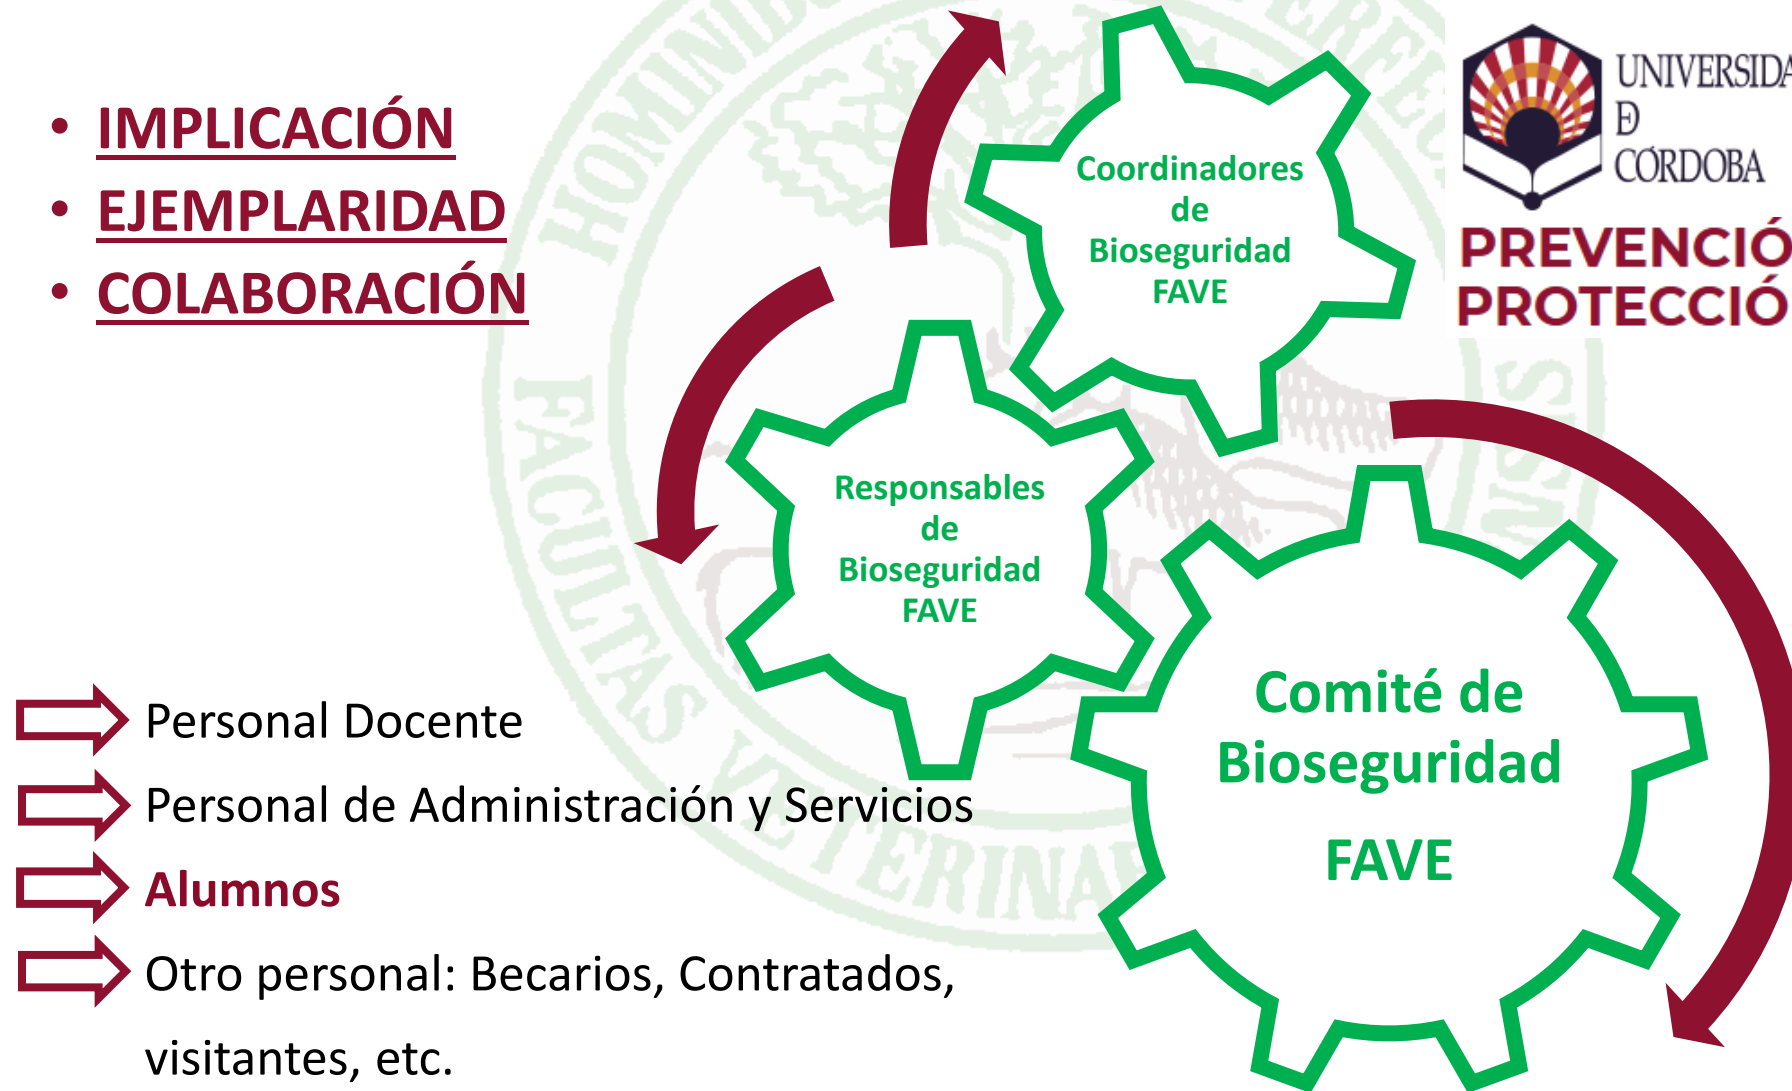 IMPLICACIÓN
EJEMPLARIDAD
COLABORACIÓN
Coordinadores
de
Bioseguridad
FAVE
UNIVERSIDA
D
CÓRDOBA
PREVENCIÓ
PROTECCIÓ
Responsables
de
Bioseguridad
FAVE
Comité de
Bioseguridad
FAVE
Personal Docente
Personal de Administración y Servicios
Alumnos
Otro personal: Becarios, Contratados,
visitantes, etc.
FACULTAS